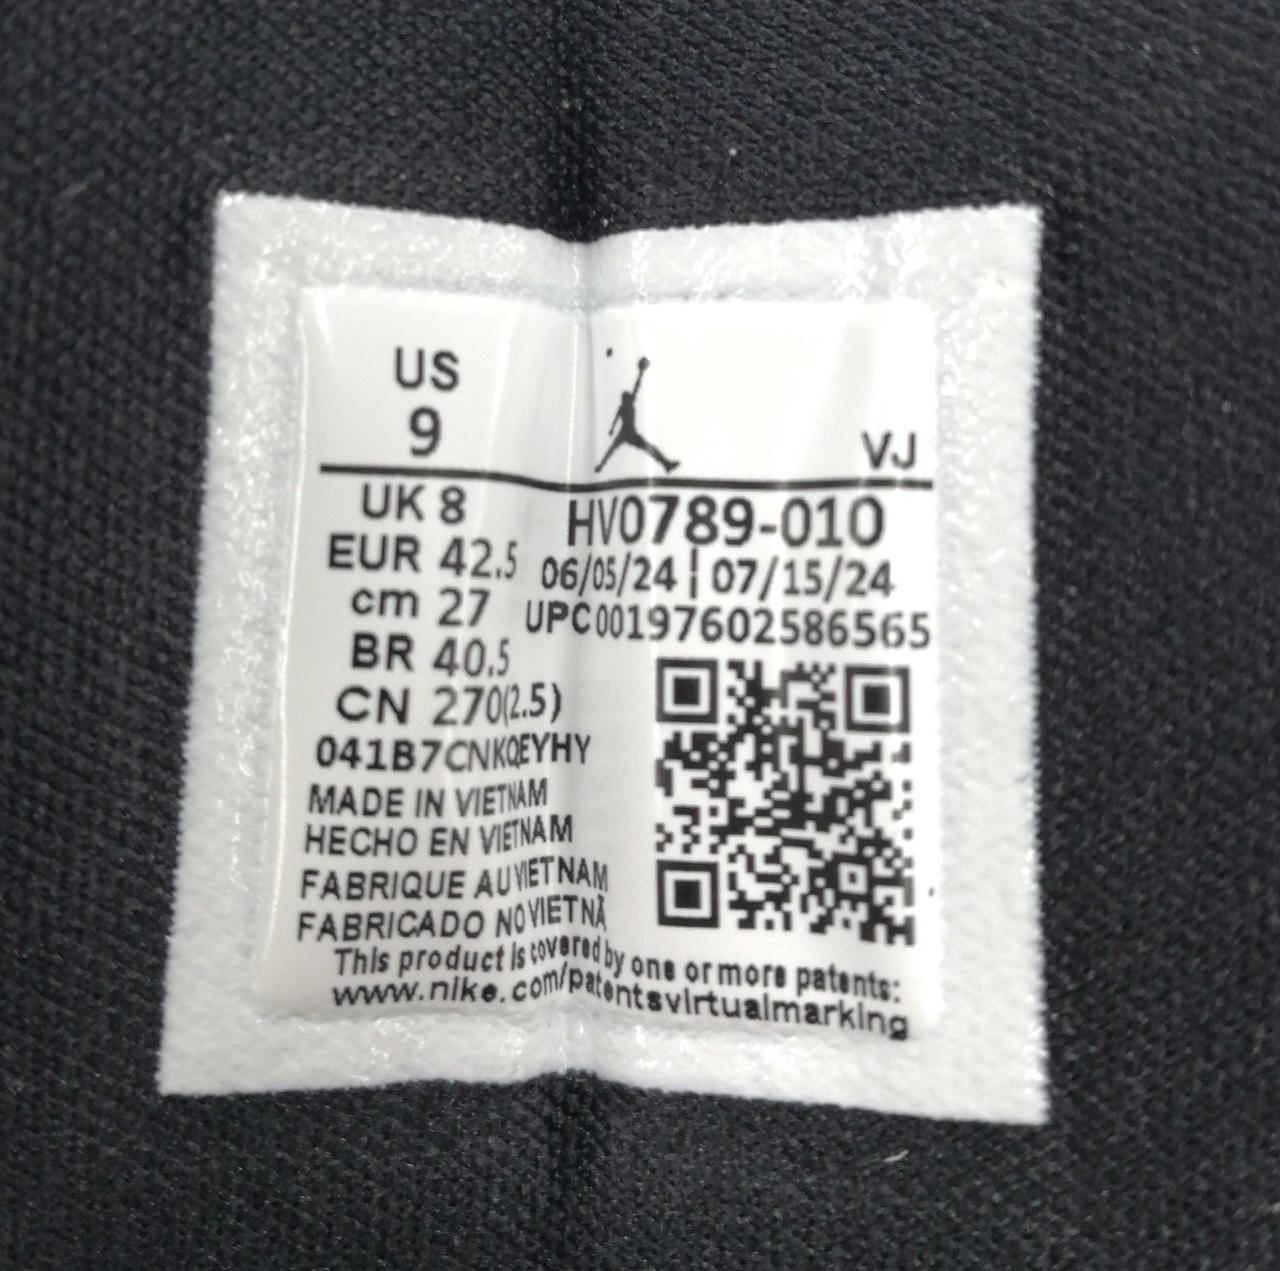 US
9
VJ
UK 8
EUR 42.5
cm 27
BR 40.5
CN 270(2.5)
041B7CNKQEYHY
MADE IN VIETNAM
HECHO EN VIETNAM
FABRIQUE AU VIETNAM
FABRICADO NO VIETNÃ
HV0789-010
06/05/24 | 07/15/24
UPC001976025865​65
This product is covered by one or more patents:
www.nike.com/patentsvirtualmarking